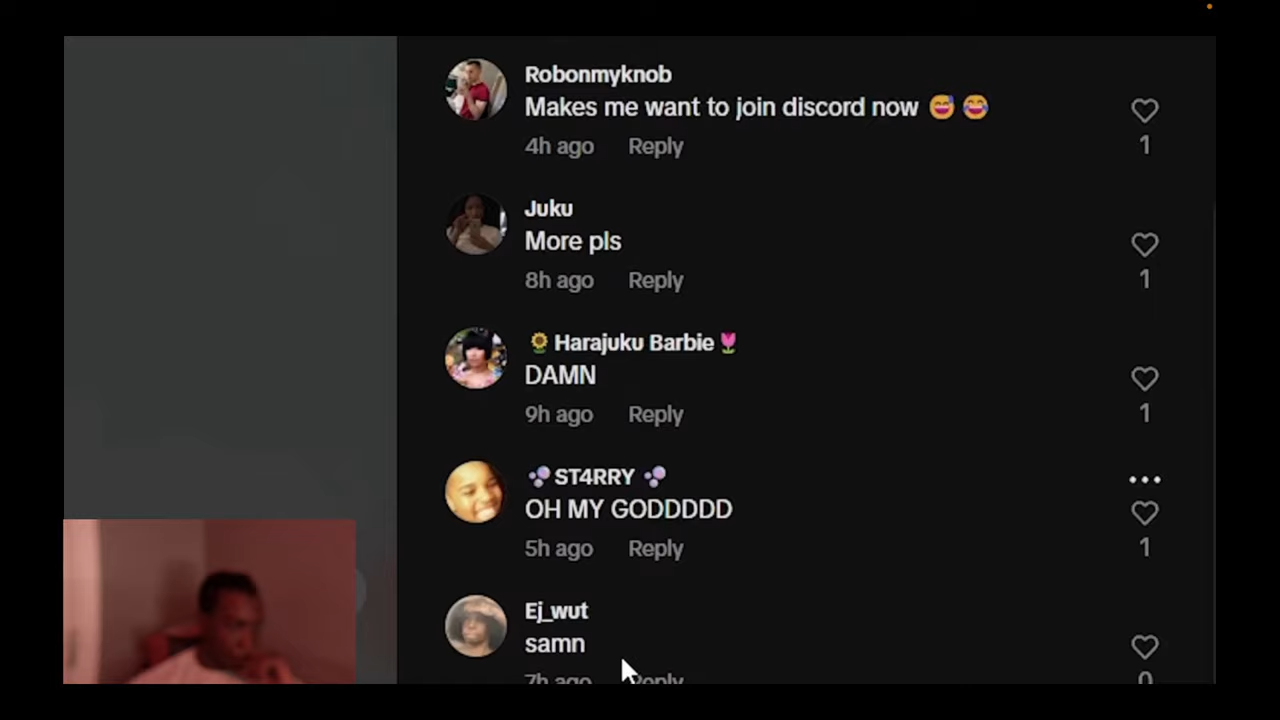 Robonmyknob
Makes me want to join discord now 😅 😂
4h ago Reply
1
Juku
More pls
8h ago Reply
1
🌻 Harajuku Barbie 🌷
DAMN
9h ago Reply
1
🫧 ST4RRY 🫧
OH MY GODDDDD
5h ago Reply
1
Ej_wut
samn
7h ago Reply
0